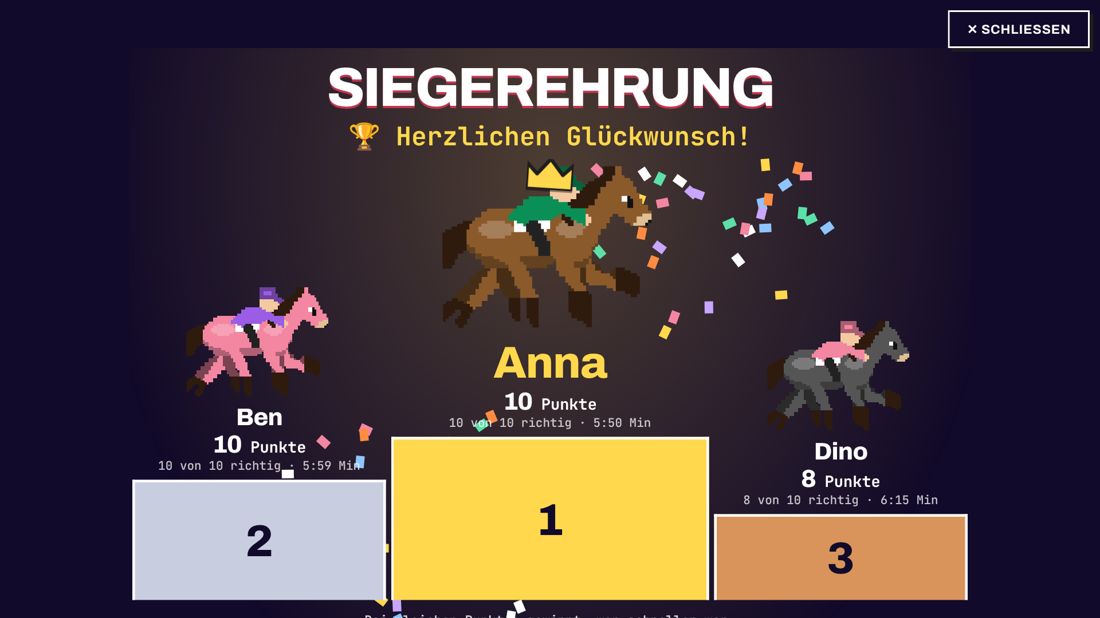 ✕ SCHLIESSEN
SIEGEREHRUNG
🏆 Herzlichen Glückwunsch!
Anna
10 Punkte
10 von 10 richtig · 5:50 Min
Ben
10 Punkte
10 von 10 richtig · 5:59 Min
Dino
8 Punkte
8 von 10 richtig · 6:15 Min
2
1
3